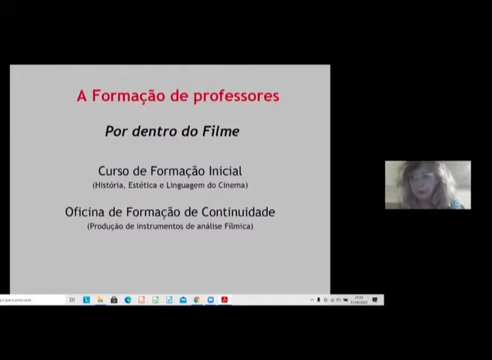 A Formação de professores
Por dentro do Filme
Curso de Formação Inicial
(História, Estética e Linguagem do Cinema)
Oficina de Formação de Continuidade
(Produção de instrumentos de análise Fílmica)